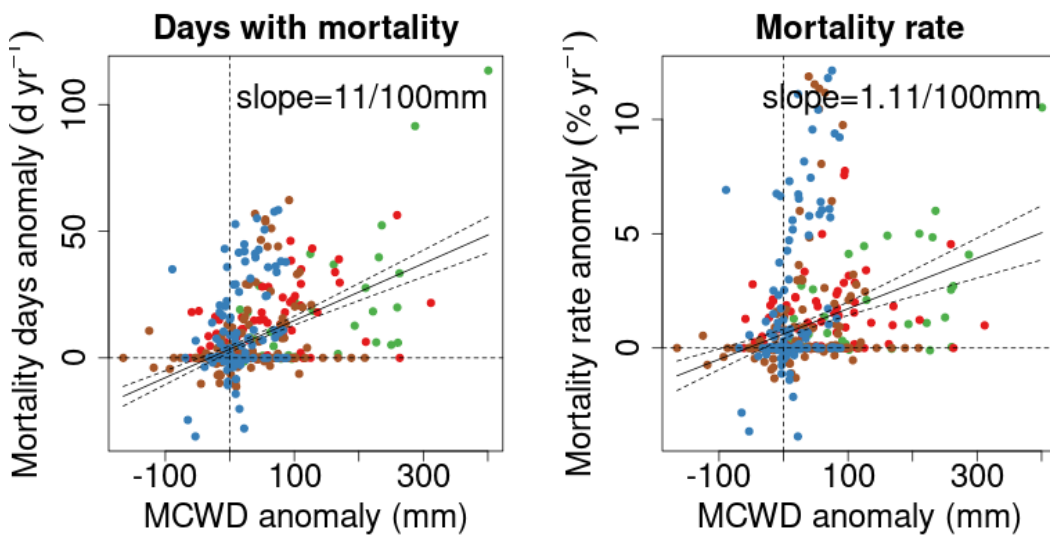 Days with mortality
Mortality days anomaly (d yr⁻¹)
100
50
0
slope=11/100mm
-100
100
300
MCWD anomaly (mm)
Mortality rate
Mortality rate anomaly (% yr⁻¹)
10
5
0
slope=1.11/100mm
-100
100
300
MCWD anomaly (mm)